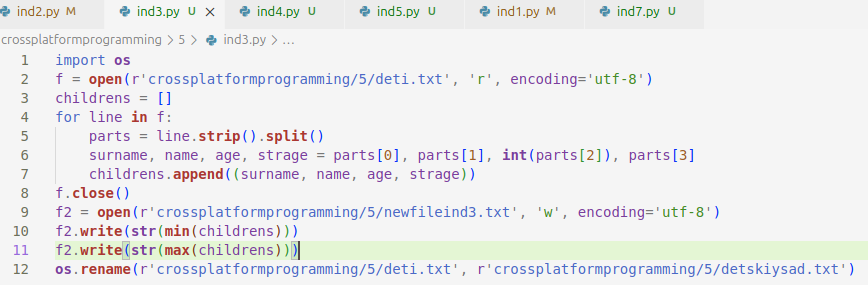 ind2.py M ind3.py U × ind4.py U ind5.py U ind1.py M ind7.py U
crossplatformprogramming > 5 > ind3.py > ...
1 import os
2 f = open(r'crossplatformprogramming/5/deti.txt', 'r', encoding='utf-8')
3 childrens = []
4 for line in f:
5 parts = line.strip().split()
6 surname, name, age, strage = parts[0], parts[1], int(parts[2]), parts[3]
7 childrens.append((surname, name, age, strage))
8 f.close()
9 f2 = open(r'crossplatformprogramming/5/newfileind3.txt', 'w', encoding='utf-8')
10 f2.write(str(min(childrens)))
11 f2.write(str(max(childrens)))
12 os.rename(r'crossplatformprogramming/5/deti.txt', r'crossplatformprogramming/5/detskiysad.txt')